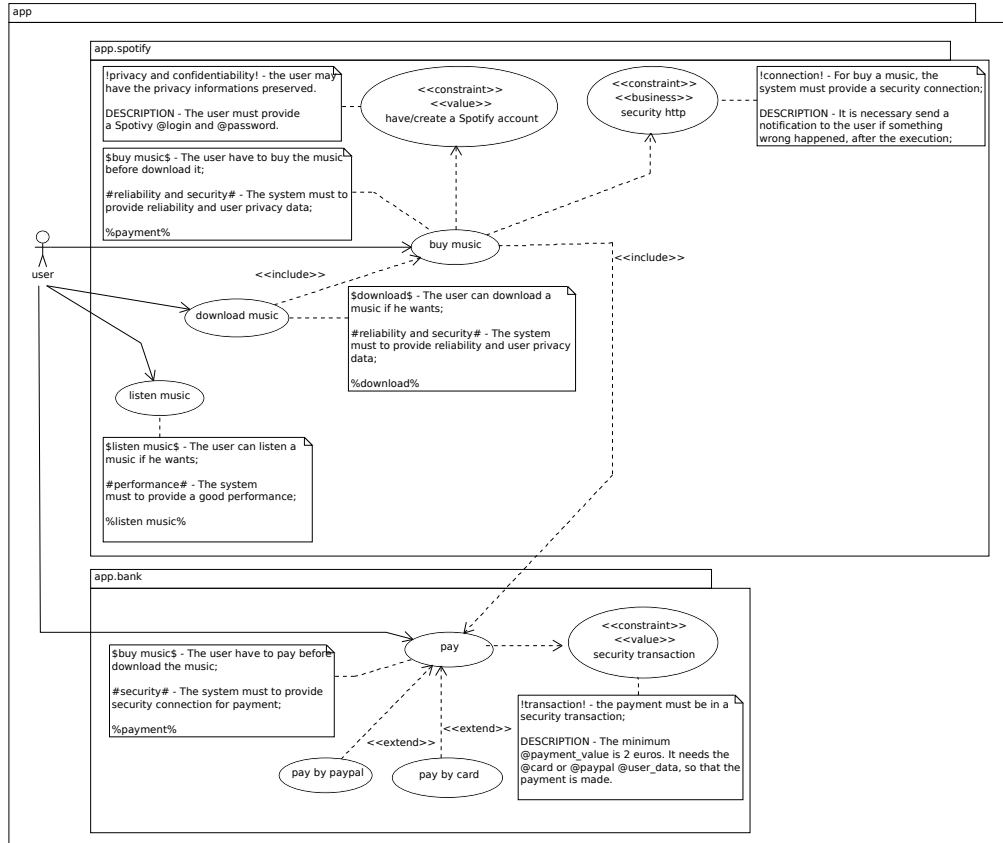 app
app.spotify
!privacy and confidentiability! - the user may
have the privacy informations preserved.
DESCRIPTION - The user must provide
a Spotivy @login and @password.
<<constraint>>
<<value>>
have/create a Spotify account
<<constraint>>
<<business>>
security http
!connection! - For buy a music, the
system must provide a security connection;
DESCRIPTION - It is necessary send a
notification to the user if something
wrong happened, after the execution;
$buy music$ - The user have to buy the music
before download it;
#reliability and security# - The system must to
provide reliability and user privacy data;
%payment%
user
buy music
<<include>>
<<include>>
download music
$download$ - The user can download a
music if he wants;
#reliability and security# - The system
must to provide reliability and user privacy
data;
%download%
listen music
$listen music$ - The user can listen a
music if he wants;
#performance# - The system
must to provide a good performance;
%listen music%
app.bank
$buy music$ - The user have to pay before
download the music;
#security# - The system must to provide
security connection for payment;
%payment%
pay
<<constraint>>
<<value>>
security transaction
!transaction! - the payment must be in a
security transaction;
DESCRIPTION - The minimum
@payment_value is 2 euros. It needs the
@card or @paypal @user_data, so that the
payment is made.
<<extend>>
<<extend>>
pay by paypal
pay by card